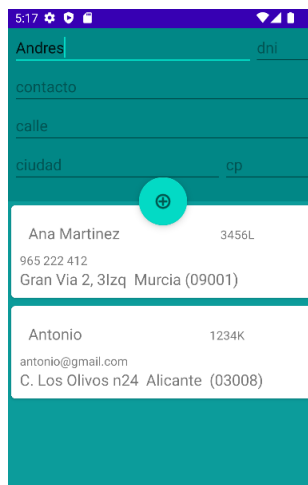 5:17
Andres dni
contacto
calle
ciudad cp
Ana Martinez 3456L
965 222 412
Gran Via 2, 3Izq Murcia (09001)
Antonio 1234K
antonio@gmail.com
C. Los Olivos n24 Alicante (03008)